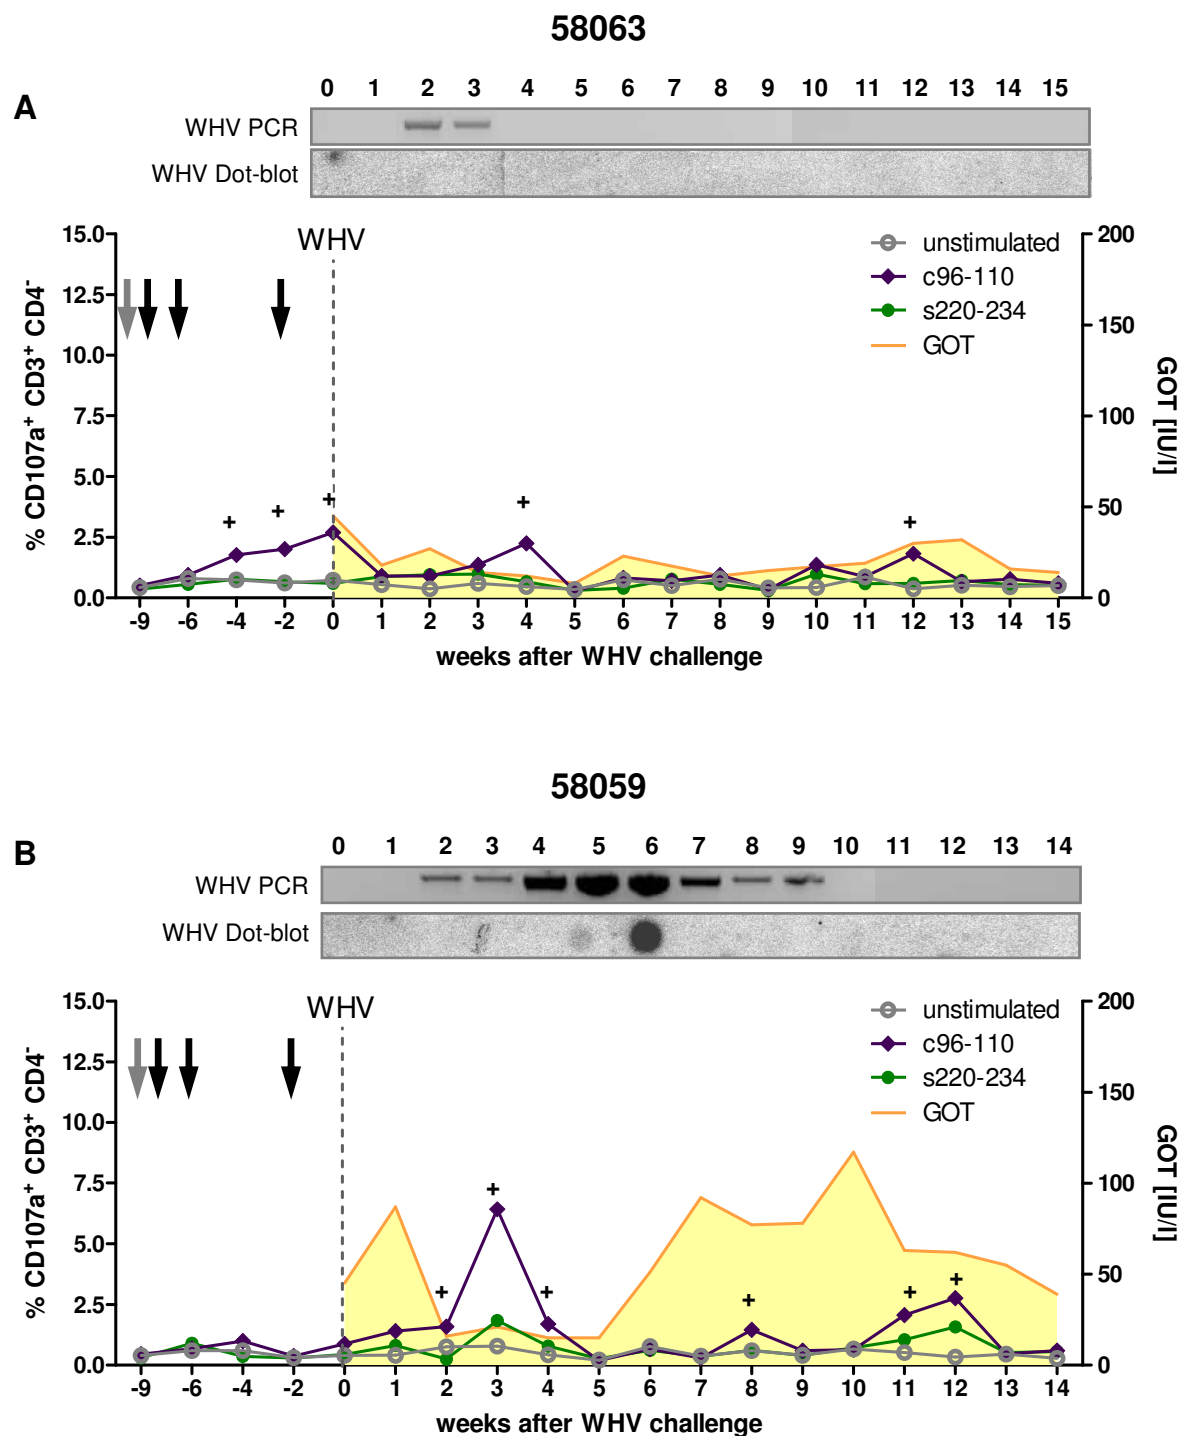 58063
A
0 1 2 3 4 5 6 7 8 9 10 11 12 13 14 15
WHV PCR
WHV Dot-blot
WHV
15.0
12.5
10.0
7.5
5.0
2.5
0.0
% CD107a⁺ CD3⁺ CD4⁻
unstimulated
c96-110
s220-234
GOT
200
150
100
50
0
GOT [IU/l]
+ + + + +
-9 -6 -4 -2 0 1 2 3 4 5 6 7 8 9 10 11 12 13 14 15
weeks after WHV challenge
58059
B
0 1 2 3 4 5 6 7 8 9 10 11 12 13 14
WHV PCR
WHV Dot-blot
WHV
15.0
12.5
10.0
7.5
5.0
2.5
0.0
% CD107a⁺ CD3⁺ CD4⁻
unstimulated
c96-110
s220-234
GOT
200
150
100
50
0
GOT [IU/l]
+ + + + + +
-9 -6 -4 -2 0 1 2 3 4 5 6 7 8 9 10 11 12 13 14
weeks after WHV challenge